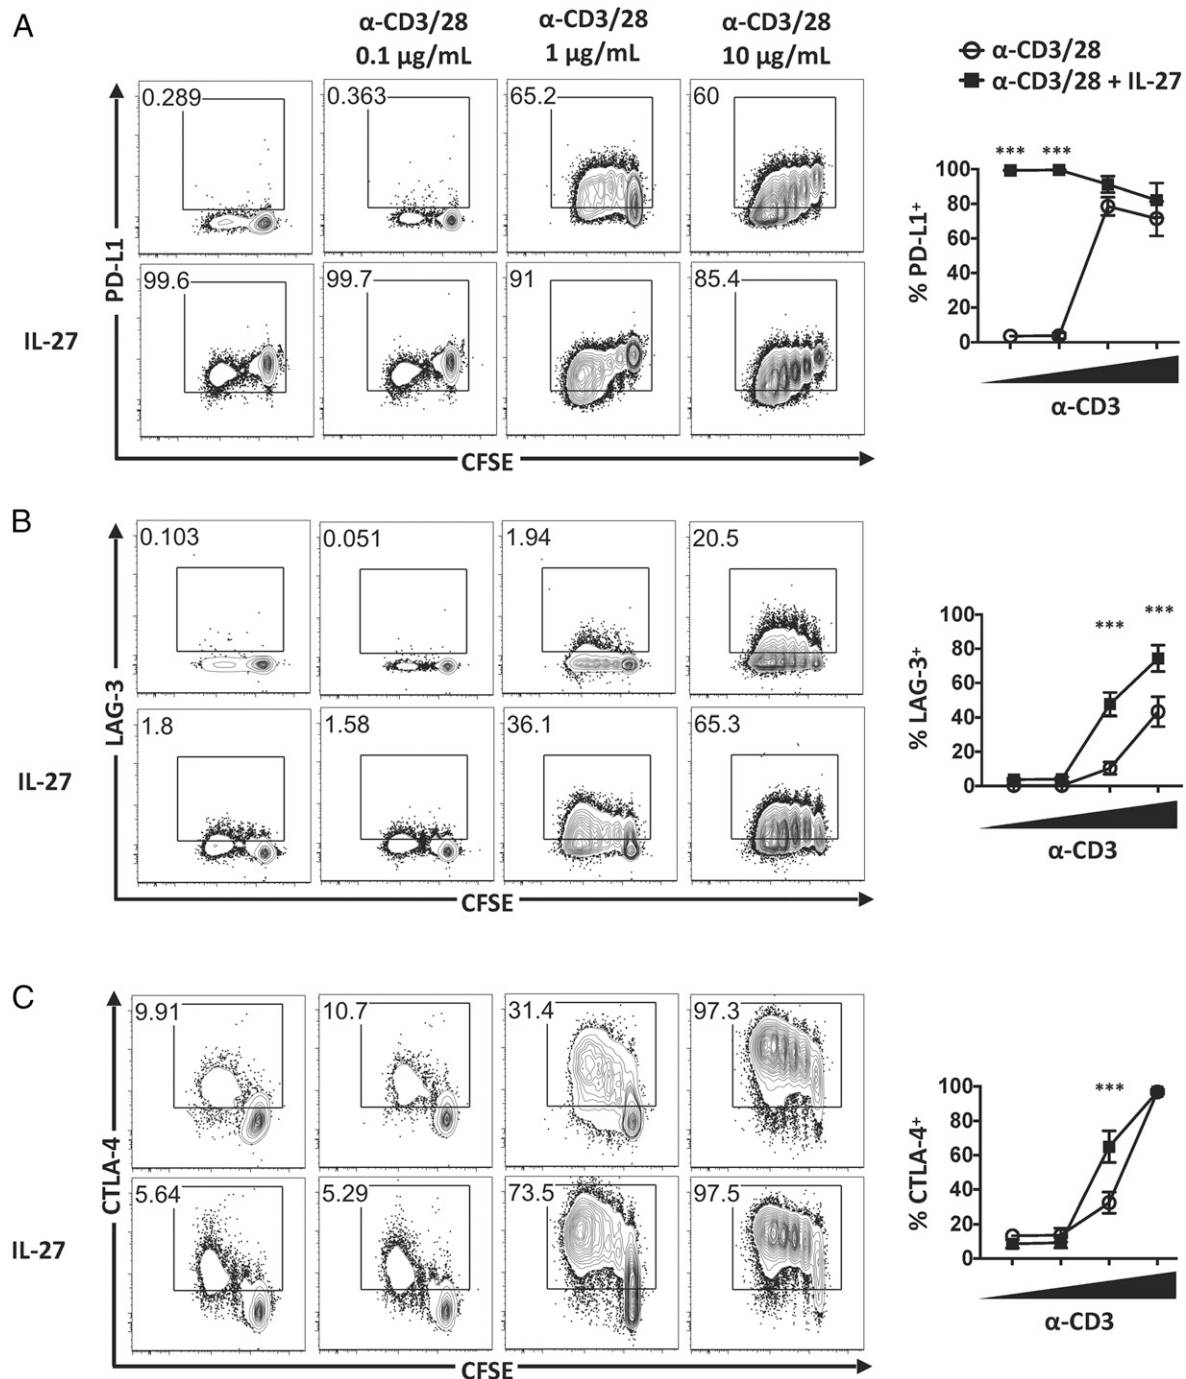 A
α-CD3/28
0.1 µg/mL
α-CD3/28
1 µg/mL
α-CD3/28
10 µg/mL
α-CD3/28
α-CD3/28 + IL-27
0.289
0.363
65.2
60
IL-27
PD-L1
99.6
99.7
91
85.4
CFSE
% PD-L1⁺
100
80
60
40
20
0
***
***
α-CD3
B
0.103
0.051
1.94
20.5
IL-27
LAG-3
1.8
1.58
36.1
65.3
CFSE
% LAG-3⁺
100
80
60
40
20
0
***
***
α-CD3
C
9.91
10.7
31.4
97.3
IL-27
CTLA-4
5.64
5.29
73.5
97.5
CFSE
% CTLA-4⁺
100
80
60
40
20
0
***
α-CD3